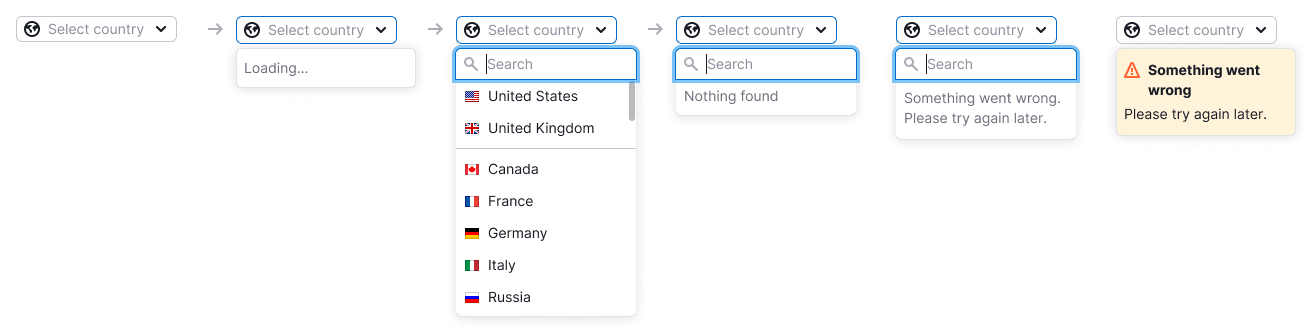 Select country
Select country
Loading...
Select country
Search
United States
United Kingdom
Canada
France
Germany
Italy
Russia
Select country
Search
Nothing found
Select country
Search
Something went wrong.
Please try again later.
Select country
Something went
wrong
Please try again later.